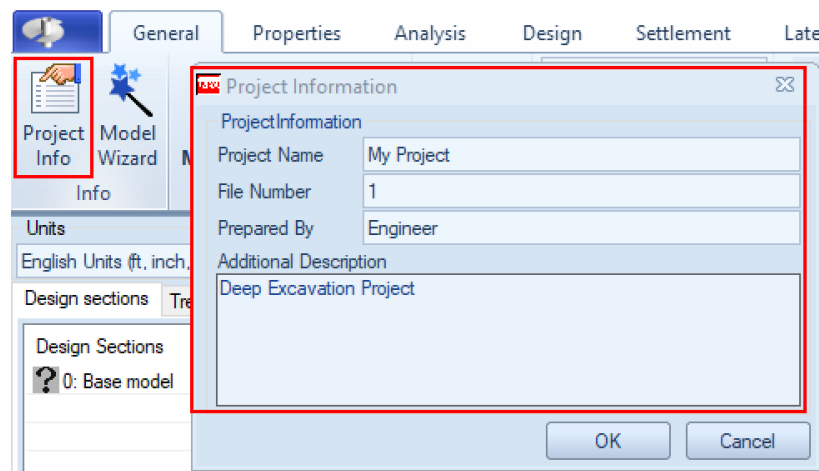 General Properties Analysis Design Settlement Late
Project Info
Model Wizard
M
Info
Project Information
ProjectInformation
Project Name My Project
File Number 1
Prepared By Engineer
Additional Description
Deep Excavation Project
OK Cancel
Units
English Units (ft, inch,
Design sections Tre
Design Sections
0: Base model